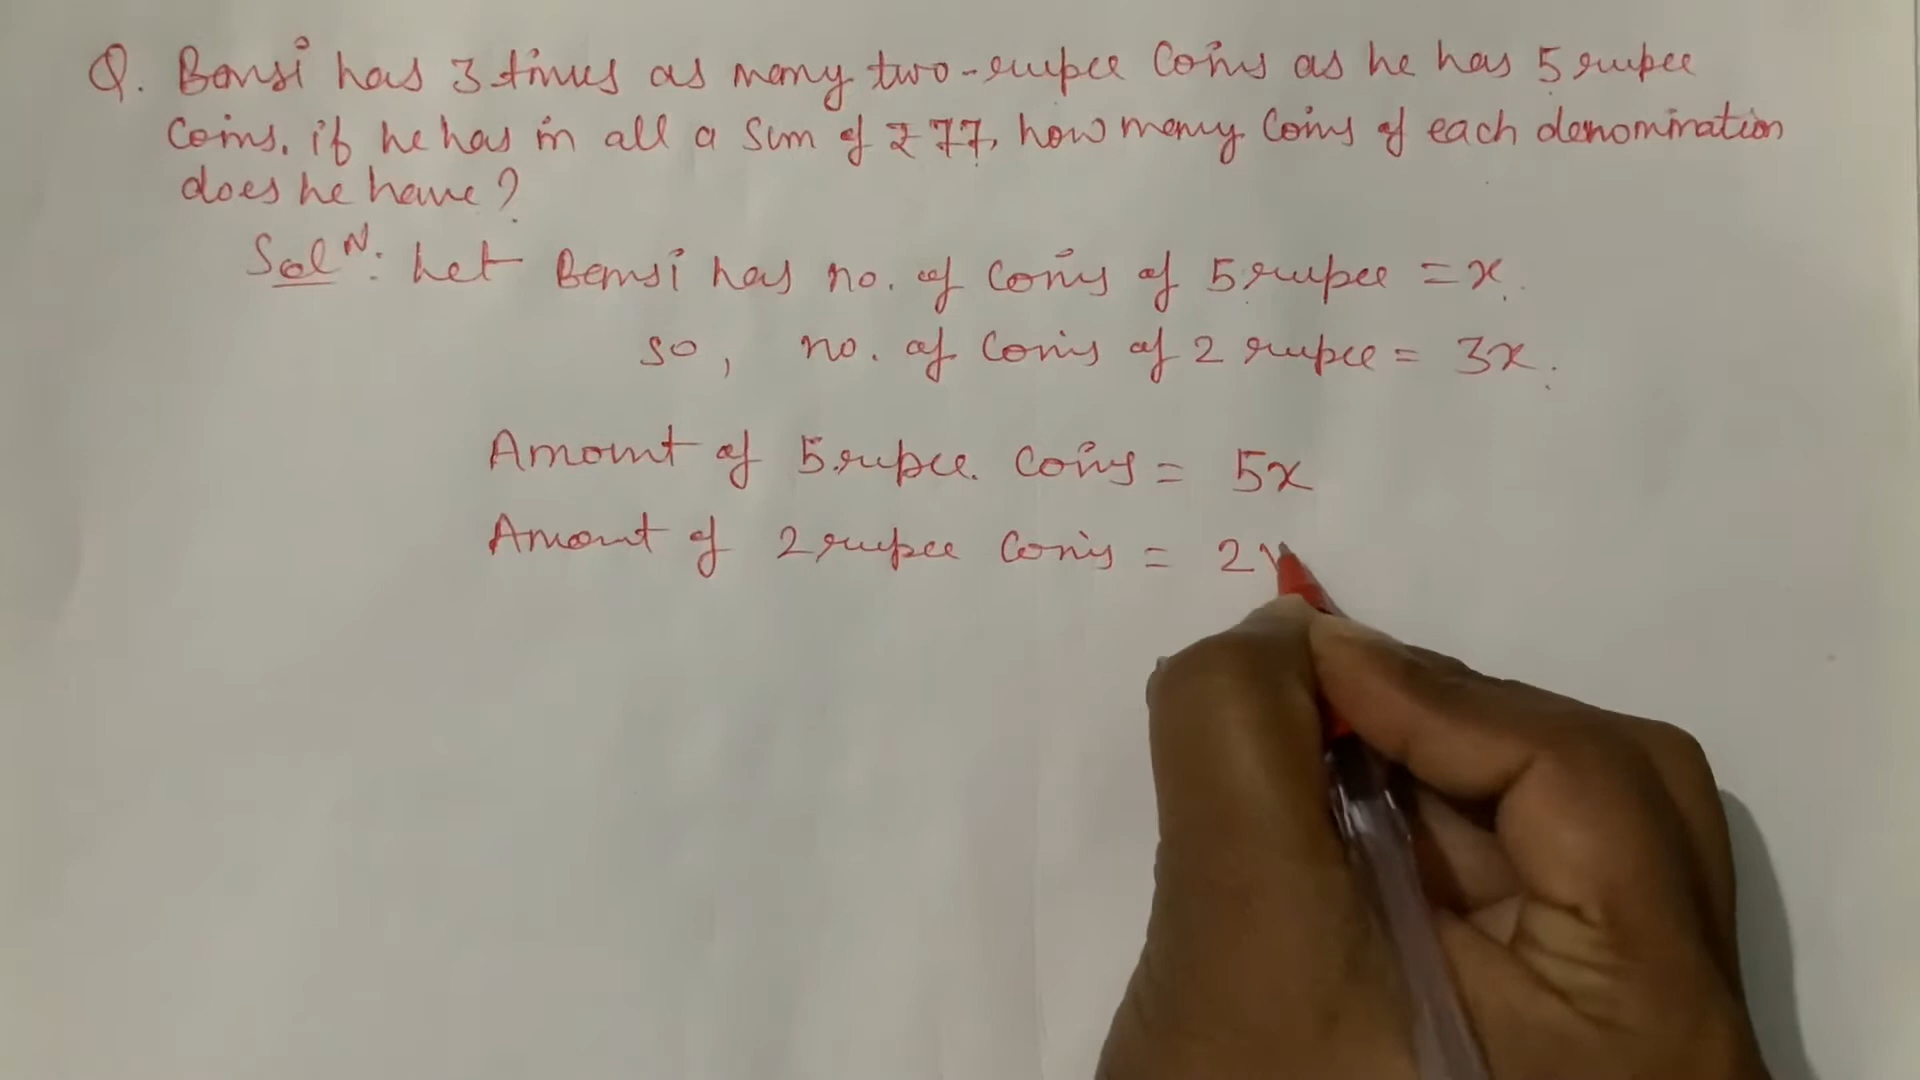 Q. Bansi has 3 times as many two-rupee Coins as he has 5 rupee
Coins. if he has in all a Sum of ₹ 77, how many Coins of each denomination
does he have?
Solᴺ: Let Bansi has no. of Coins of 5 rupee = x.
so, no. of Coins of 2 rupee = 3x.
Amount of 5 rupee. Coins = 5x
Amount of 2 rupee Coins = 2